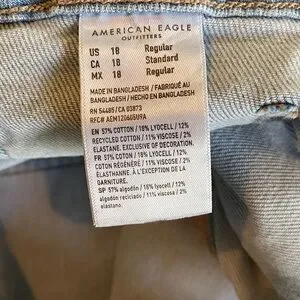 AMERICAN EAGLE
OUTFITTERS
US 18 Regular
CA 18 Standard
MX 18 Regular
MADE IN BANGLADESH / FABRIQUÉ AU
BANGLADESH / HECHO EN BANGLADESH
RN 54485/CA 03873
RFC# AEM120605UFA
EN 57% COTTON / 18% LYOCELL / 12%
RECYCLED COTTON / 11% VISCOSE / 2%
ELASTANE. EXCLUSIVE OF DECORATION.
FR 57% COTON / 18% LYOCELL / 12%
COTON RÉGÉNÉRÉ / 11% VISCOSE / 2%
ÉLASTHANNE. À L'EXCEPTION DE LA
GARNITURE.
SP 57% algodón / 18% lyocell / 12%
algodón reciclado / 11% viscosa / 2%
elastano.